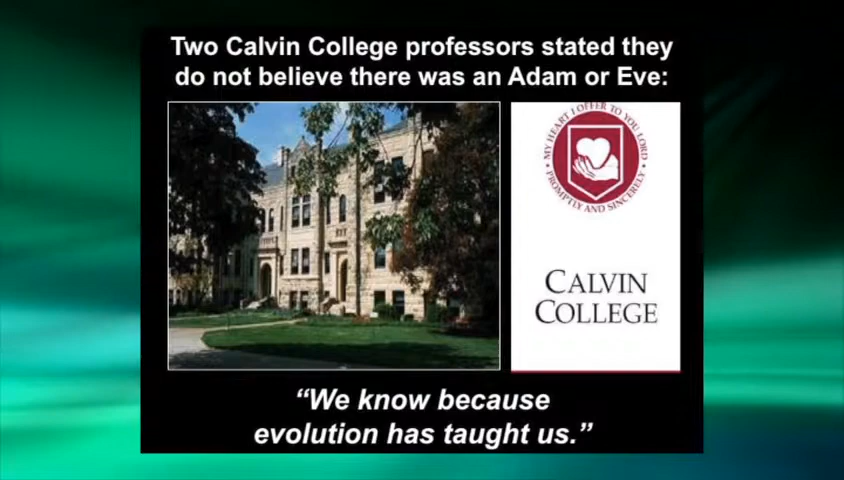 Two Calvin College professors stated they
do not believe there was an Adam or Eve:
MY HEART I OFFER TO YOU LORD
PROMPTLY AND SINCERELY
CALVIN
COLLEGE
“We know because
evolution has taught us.”